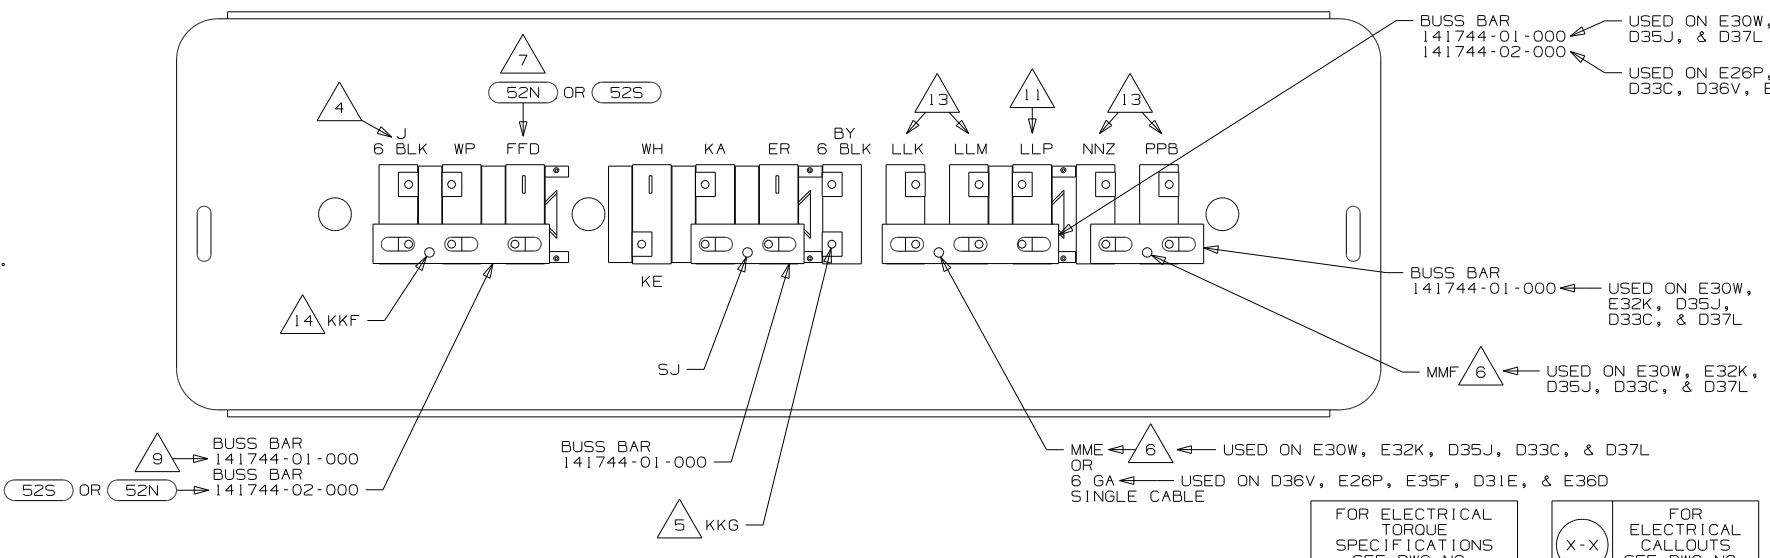 BUSS BAR
141744-01-000
141744-02-000
USED ON E30W,
D35J, & D37L
USED ON E26P,
D33C, D36V,
7
52N OR 52S
4
13
11
13
J
6 BLK WP FFD
WH KA ER
BY
6 BLK
LLK LLM LLP NNZ PPB
KE
BUSS BAR
141744-01-000
USED ON E30W,
E32K, D35J,
D33C, & D37L
14 KKF
SJ
MMF 6
USED ON E30W, E32K,
D35J, D33C, & D37L
9
BUSS BAR
141744-01-000
52S OR 52N
BUSS BAR
141744-02-000
BUSS BAR
141744-01-000
5 KKG
MME 6 USED ON E30W, E32K, D35J, D33C, & D37L
OR
6 GA USED ON D36V, E26P, E35F, D31E, & E36D
SINGLE CABLE
FOR ELECTRICAL
TORQUE
SPECIFICATIONS
SEE DWG NO
X-X
FOR
ELECTRICAL
CALLOUTS
SEE DWG NO